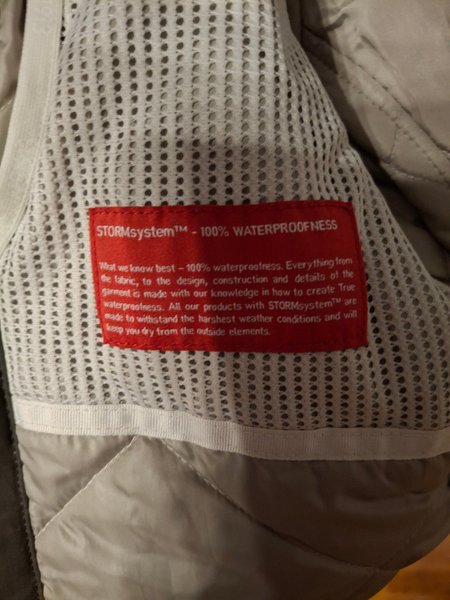 STORMsystem™ - 100% WATERPROOFNESS
What we know best – 100% waterproofness. Everything from
the fabric, to the design, construction and details of the
garment is made with our knowledge in how to create True
waterproofness. All our products with STORMsystem™ are
made to withstand the harshest weather conditions and will
keep you dry from the outside elements.